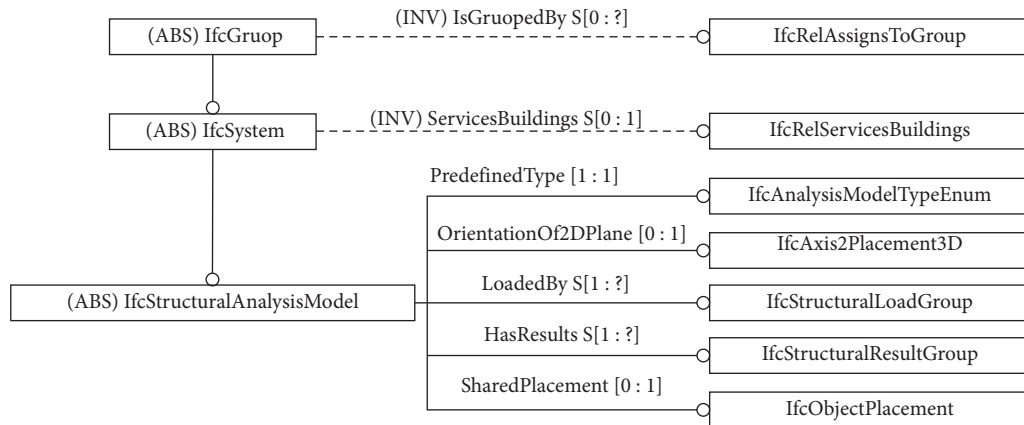 (INV) IsGruopedBy S[0 : ?]
(ABS) IfcGruop
IfcRelAssignsToGroup
(INV) ServicesBuildings S[0 : 1]
(ABS) IfcSystem
IfcRelServicesBuildings
PredefinedType [1 : 1]
IfcAnalysisModelTypeEnum
OrientationOf2DPlane [0 : 1]
IfcAxis2Placement3D
LoadedBy S[1 : ?]
(ABS) IfcStructuralAnalysisModel
IfcStructuralLoadGroup
HasResults S[1 : ?]
IfcStructuralResultGroup
SharedPlacement [0 : 1]
IfcObjectPlacement